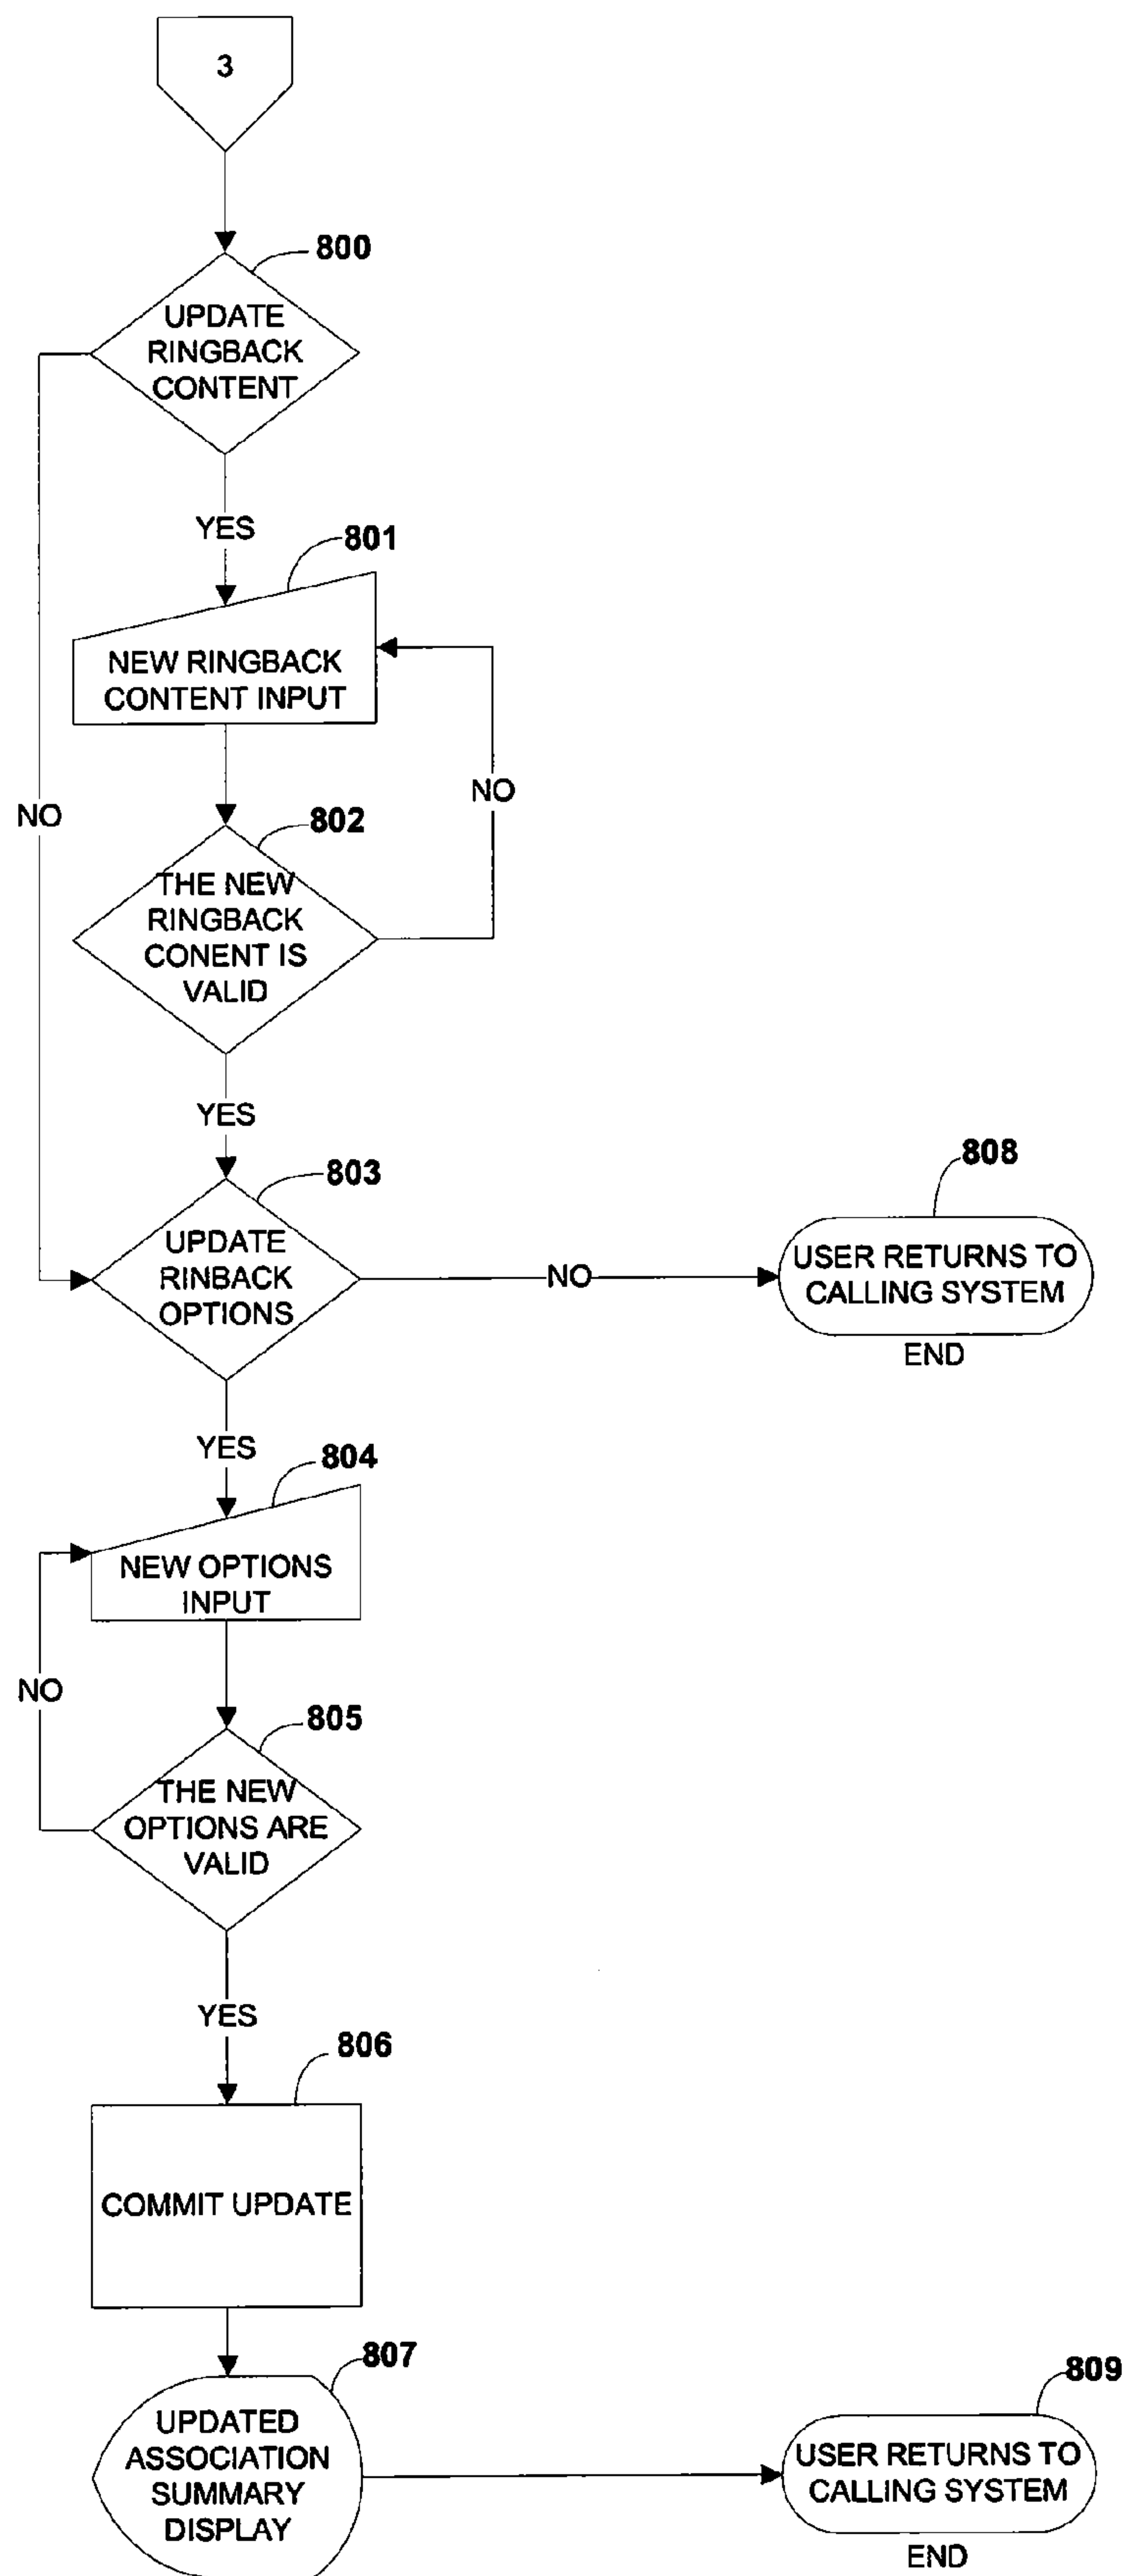 3
800
UPDATE
RINGBACK
CONTENT
YES
801
NEW RINGBACK
CONTENT INPUT
NO
NO
802
THE NEW
RINGBACK
CONENT IS
VALID
YES
803
UPDATE
RINBACK
OPTIONS
NO
808
USER RETURNS TO
CALLING SYSTEM
END
YES
804
NEW OPTIONS
INPUT
NO
805
THE NEW
OPTIONS ARE
VALID
YES
806
COMMIT UPDATE
807
UPDATED
ASSOCIATION
SUMMARY
DISPLAY
809
USER RETURNS TO
CALLING SYSTEM
END